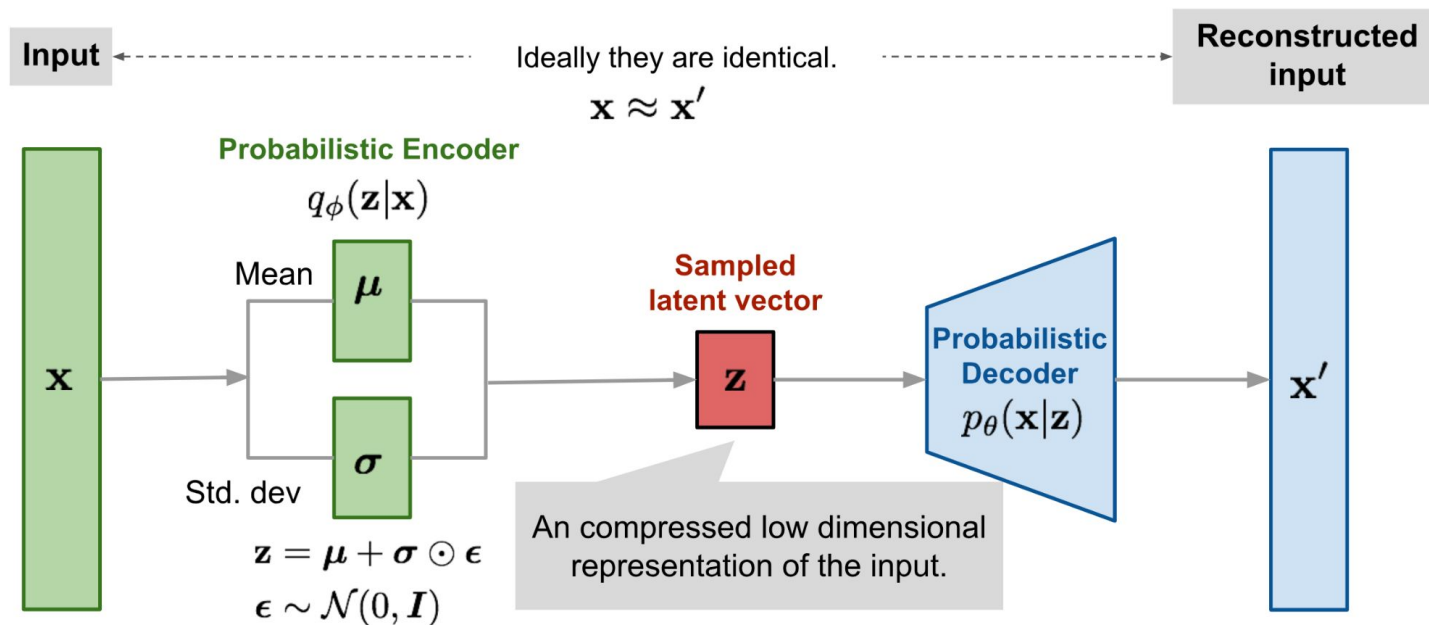 Input
Ideally they are identical.
x ≈ x′
Reconstructed
input
Probabilistic Encoder
qϕ(z|x)
Mean
μ
x
Std. dev
σ
z = μ + σ ⊙ ϵ
ϵ ∼ 𝒩(0, I)
Sampled
latent vector
z
An compressed low dimensional
representation of the input.
Probabilistic
Decoder
pθ(x|z)
x′